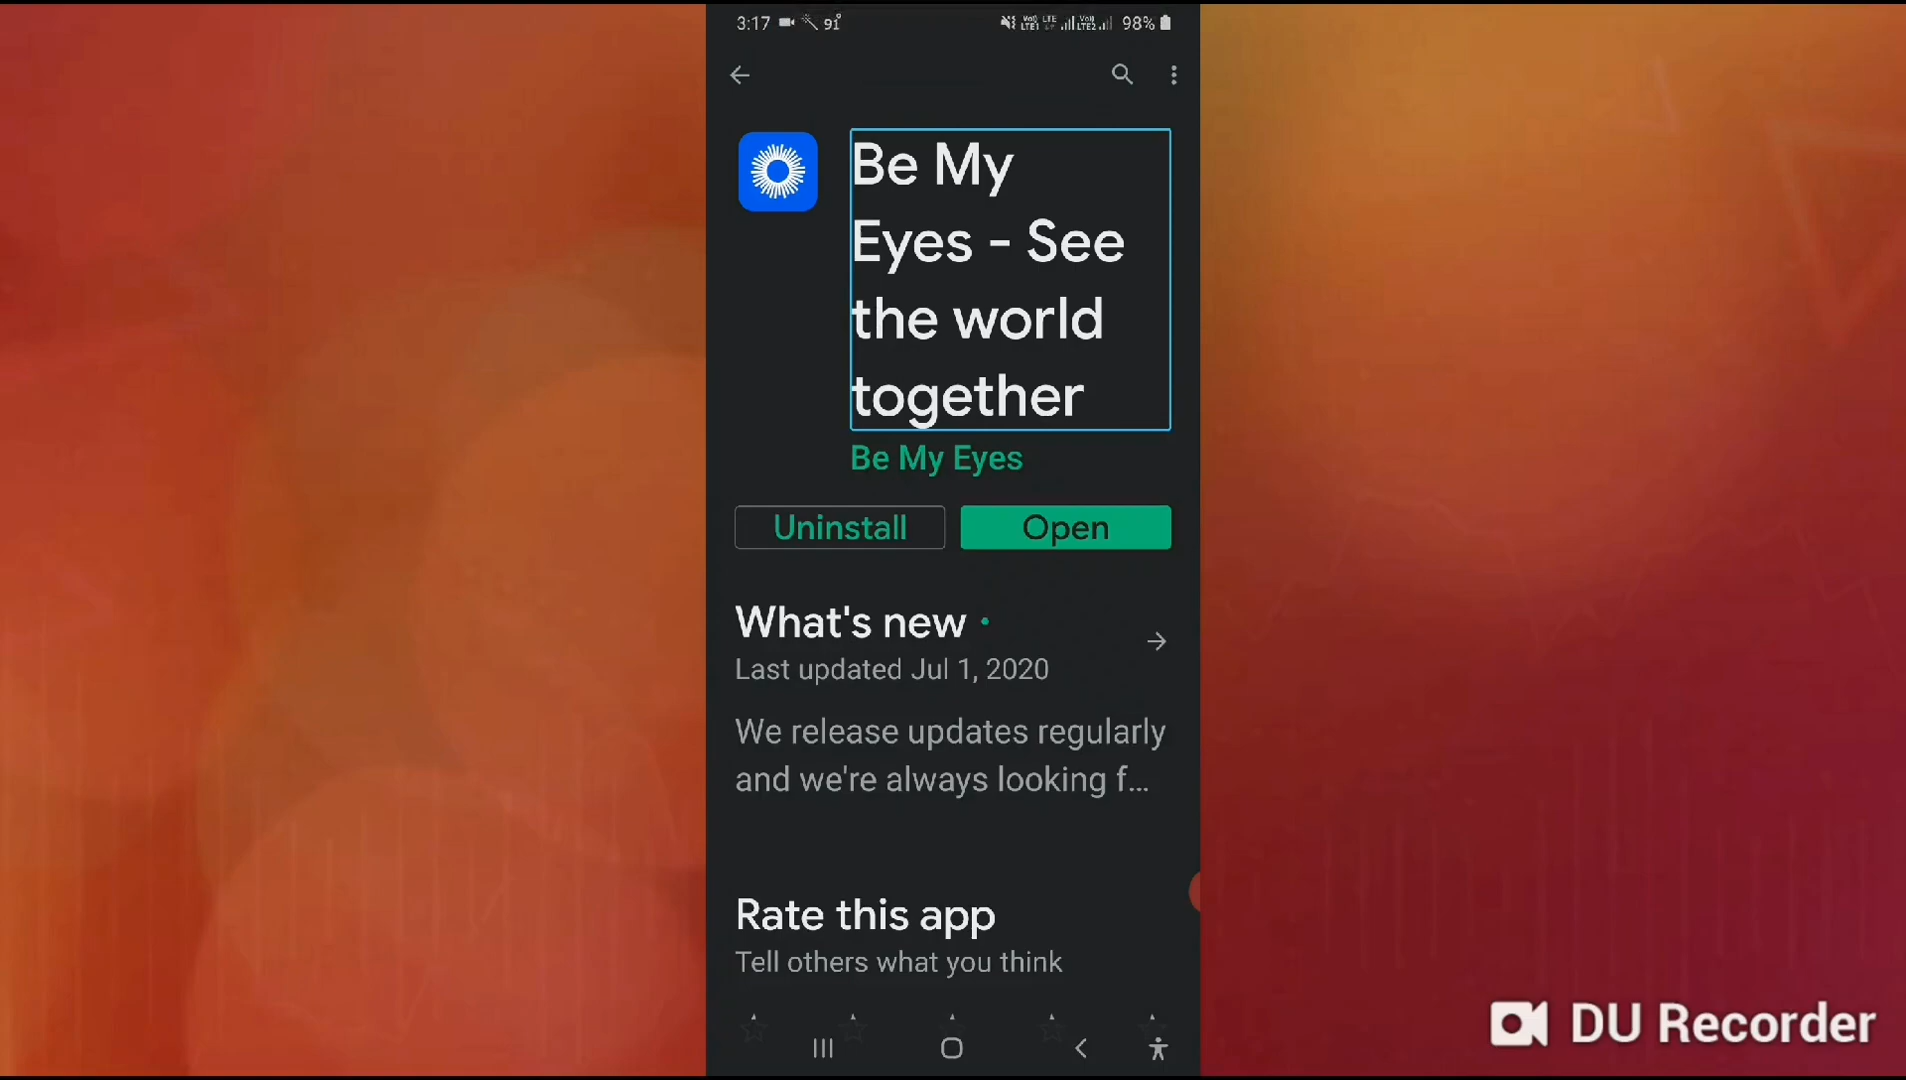 3:17 91° 98%
Be My
Eyes - See
the world
together
Be My Eyes
Uninstall Open
What's new •
Last updated Jul 1, 2020
We release updates regularly
and we're always looking f...
Rate this app
Tell others what you think
DU Recorder